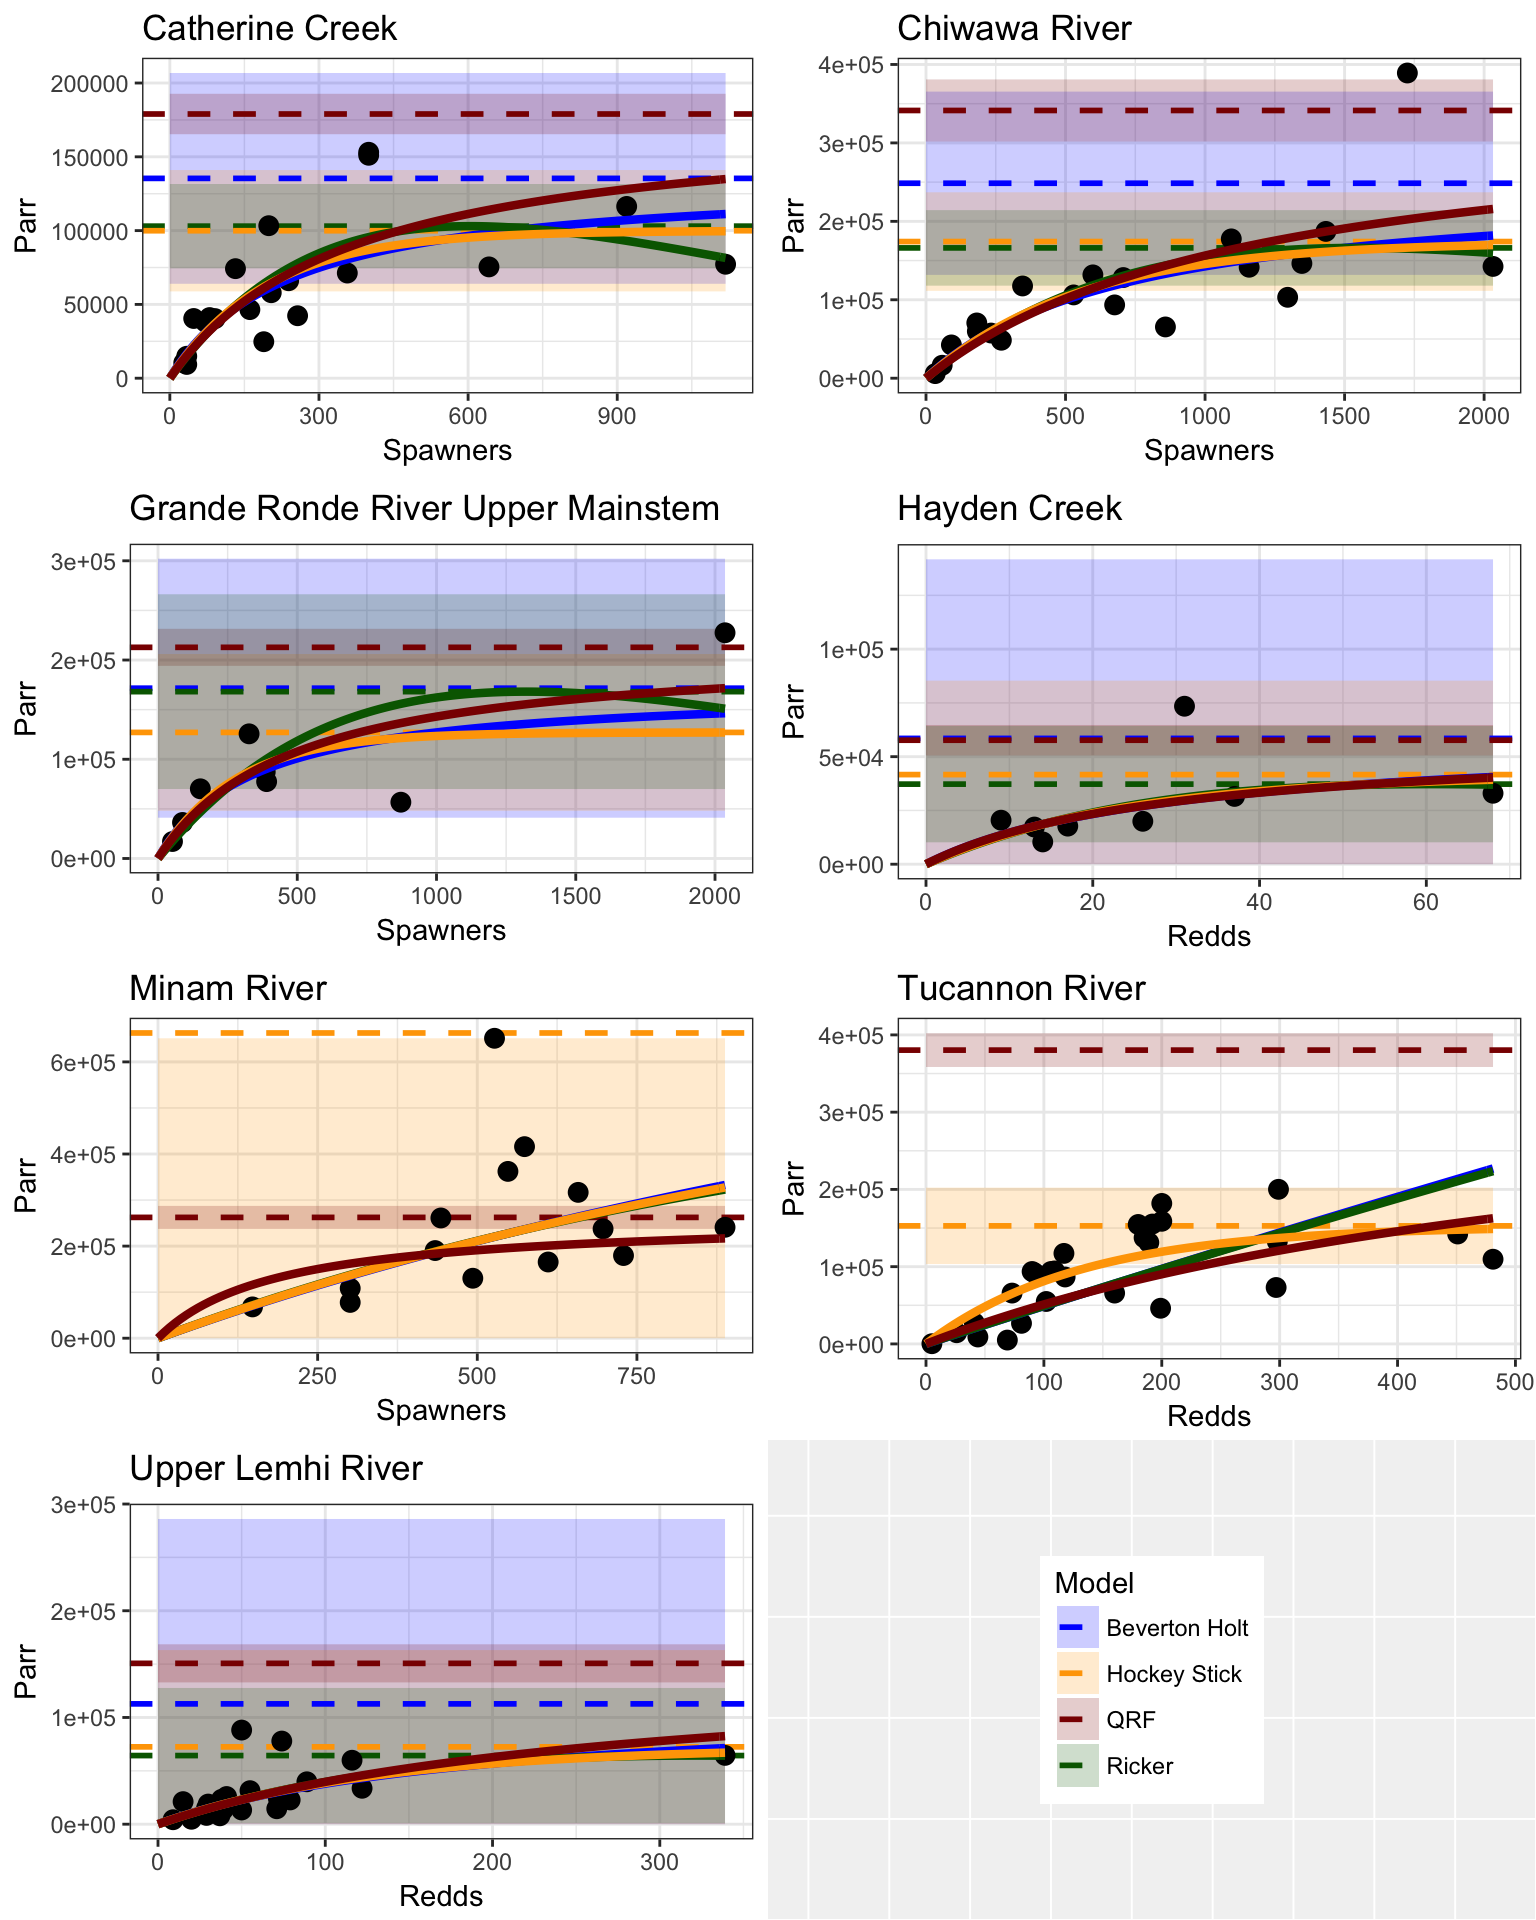 Catherine Creek
200000
150000
100000
50000
0
Parr
0 300 600 900
Spawners
Chiwawa River
4e+05
3e+05
2e+05
1e+05
0e+00
Parr
0 500 1000 1500 2000
Spawners
Grande Ronde River Upper Mainstem
3e+05
2e+05
1e+05
0e+00
Parr
0 500 1000 1500 2000
Spawners
Hayden Creek
1e+05
5e+04
0e+00
Parr
0 20 40 60
Redds
Minam River
6e+05
4e+05
2e+05
0e+00
Parr
0 250 500 750
Spawners
Tucannon River
4e+05
3e+05
2e+05
1e+05
0e+00
Parr
0 100 200 300 400 500
Redds
Upper Lemhi River
3e+05
2e+05
1e+05
0e+00
Parr
0 100 200 300
Redds
Model
Beverton Holt
Hockey Stick
QRF
Ricker